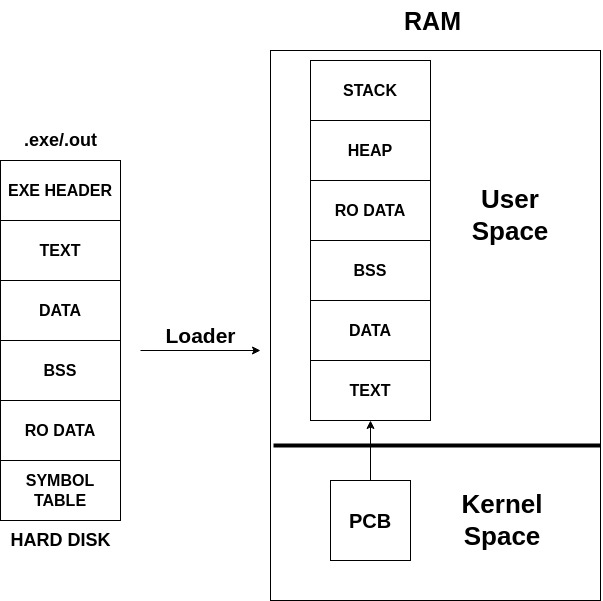 RAM
.exe/.out
EXE HEADER
TEXT
DATA
BSS
RO DATA
SYMBOL
TABLE
HARD DISK
Loader
STACK
HEAP
RO DATA
BSS
DATA
TEXT
User
Space
PCB
Kernel
Space